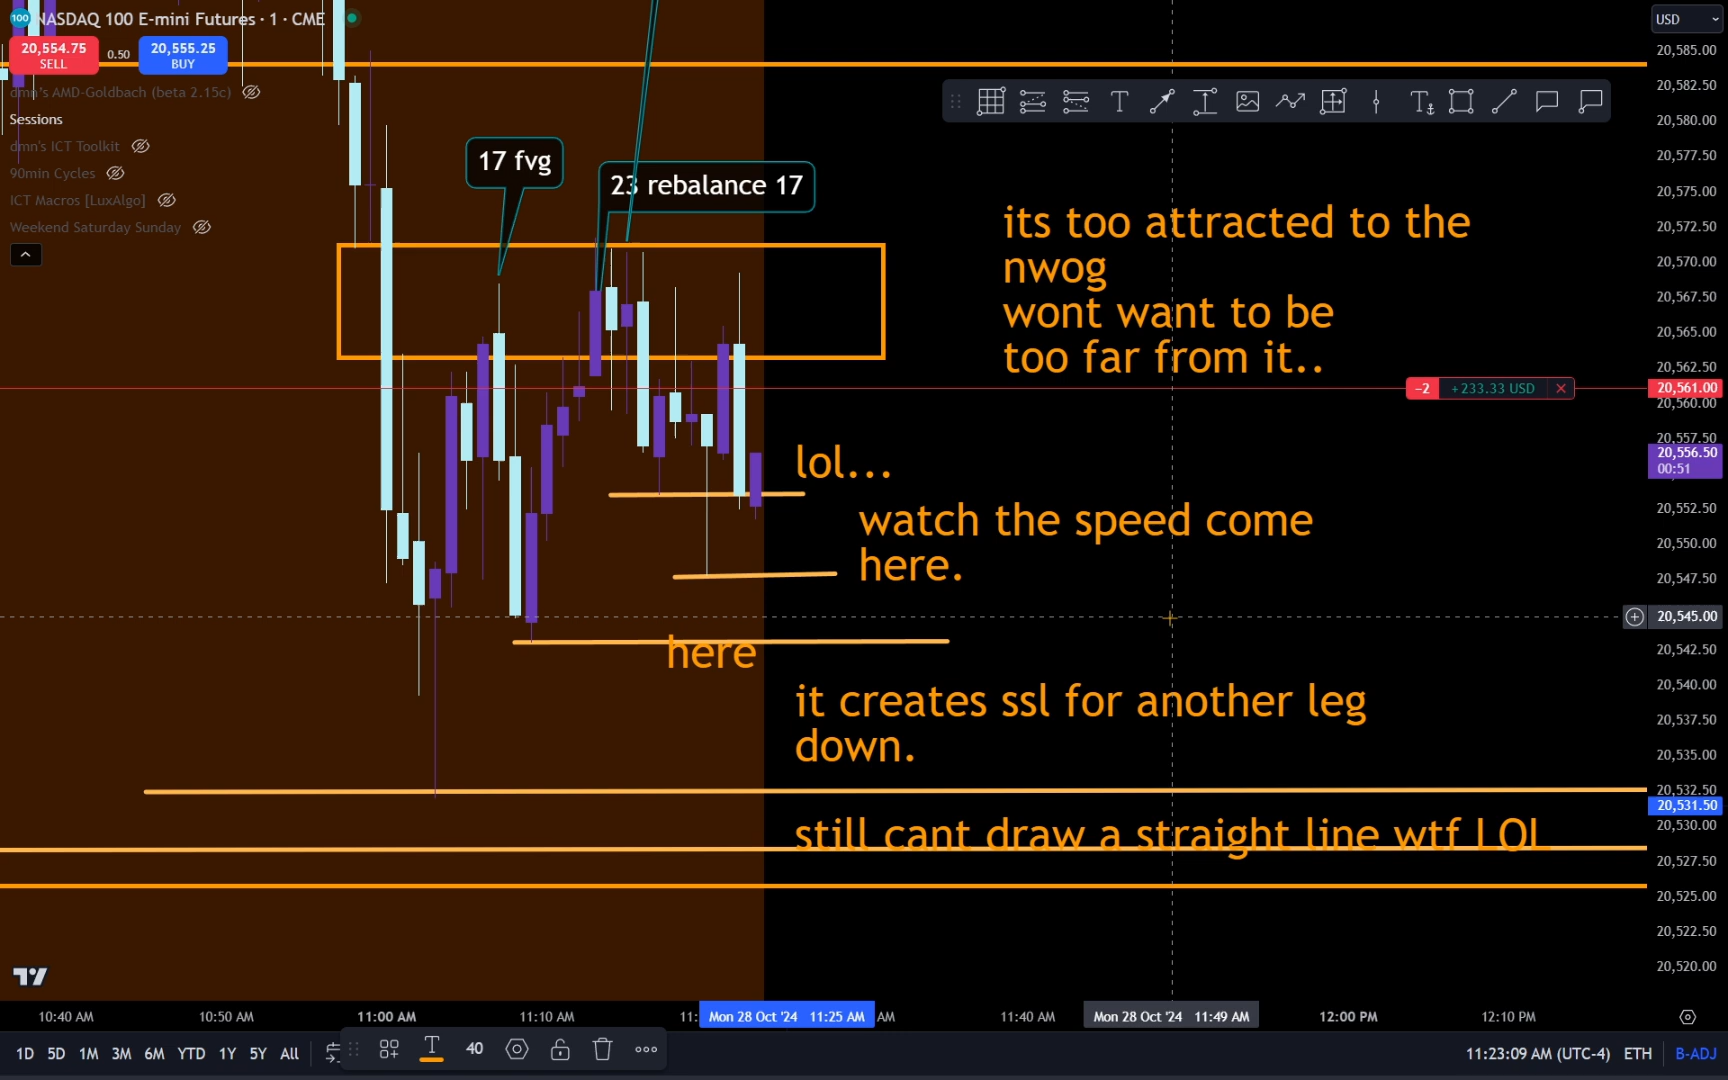 NASDAQ 100 E-mini Futures · 1 · CME
20,554.75
SELL
0.50
20,555.25
BUY
dmn's AMD-Goldbach (beta 2.15c)
Sessions
dmn's ICT Toolkit
90min Cycles
ICT Macros [LuxAlgo]
Weekend Saturday Sunday
17 fvg
23 rebalance 17
its too attracted to the
nwog
wont want to be
too far from it..
-2 +233.33 USD
lol...
watch the speed come
here.
here
it creates ssl for another leg
down.
still cant draw a straight line wtf LOL
USD
20,585.00
20,582.50
20,580.00
20,577.50
20,575.00
20,572.50
20,570.00
20,567.50
20,565.00
20,562.50
20,561.00
20,560.00
20,557.50
20,556.50
00:51
20,552.50
20,550.00
20,547.50
20,545.00
20,542.50
20,540.00
20,537.50
20,535.00
20,532.50
20,531.50
20,530.00
20,527.50
20,525.00
20,522.50
20,520.00
10:40 AM 10:50 AM 11:00 AM 11:10 AM 11: Mon 28 Oct '24 11:25 AM AM 11:40 AM Mon 28 Oct '24 11:49 AM 12:00 PM 12:10 PM
1D 5D 1M 3M 6M YTD 1Y 5Y All T 40 11:23:09 AM (UTC-4) ETH B-ADJ